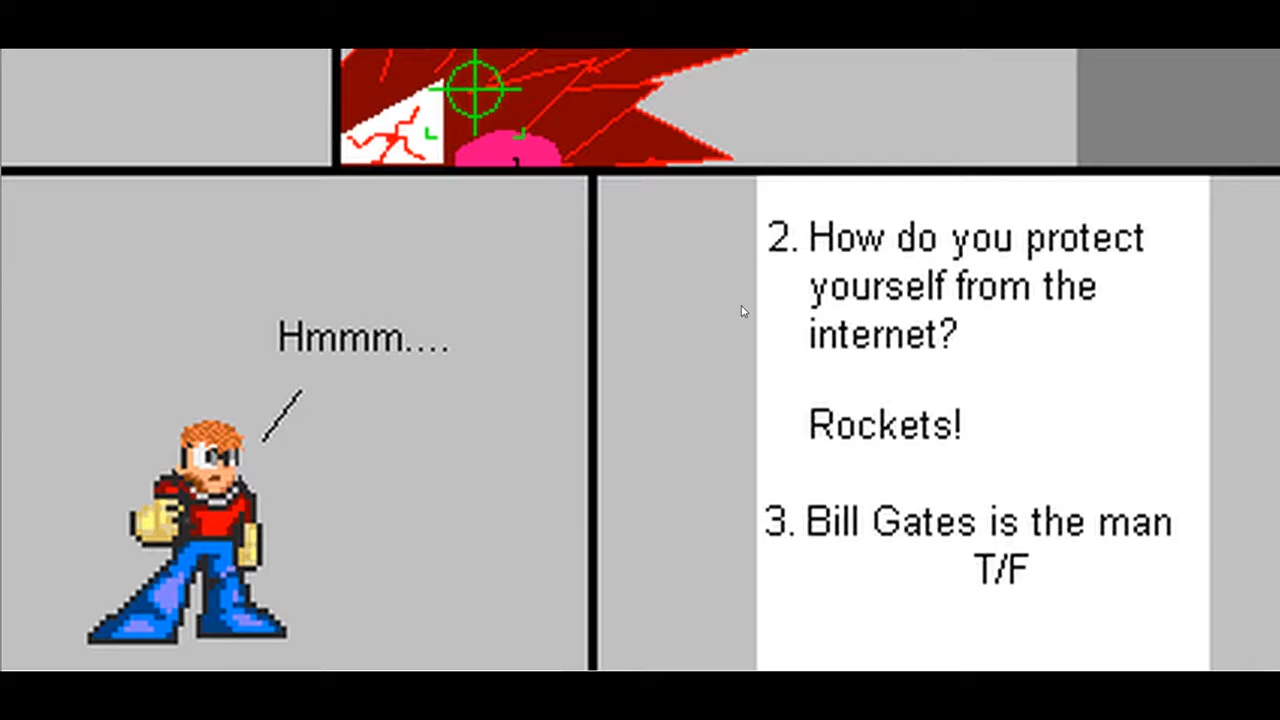 Hmmm....
2. How do you protect
yourself from the
internet?
Rockets!
3. Bill Gates is the man
T/F